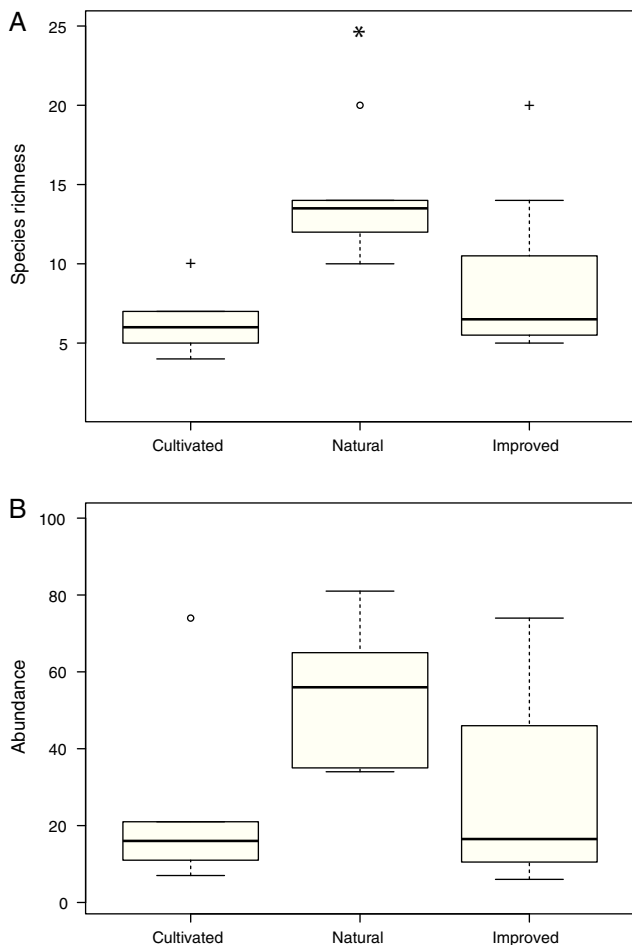 A
Species richness
25
20
15
10
5
*
+
+
Cultivated Natural Improved
B
Abundance
100
80
60
40
20
0
Cultivated Natural Improved